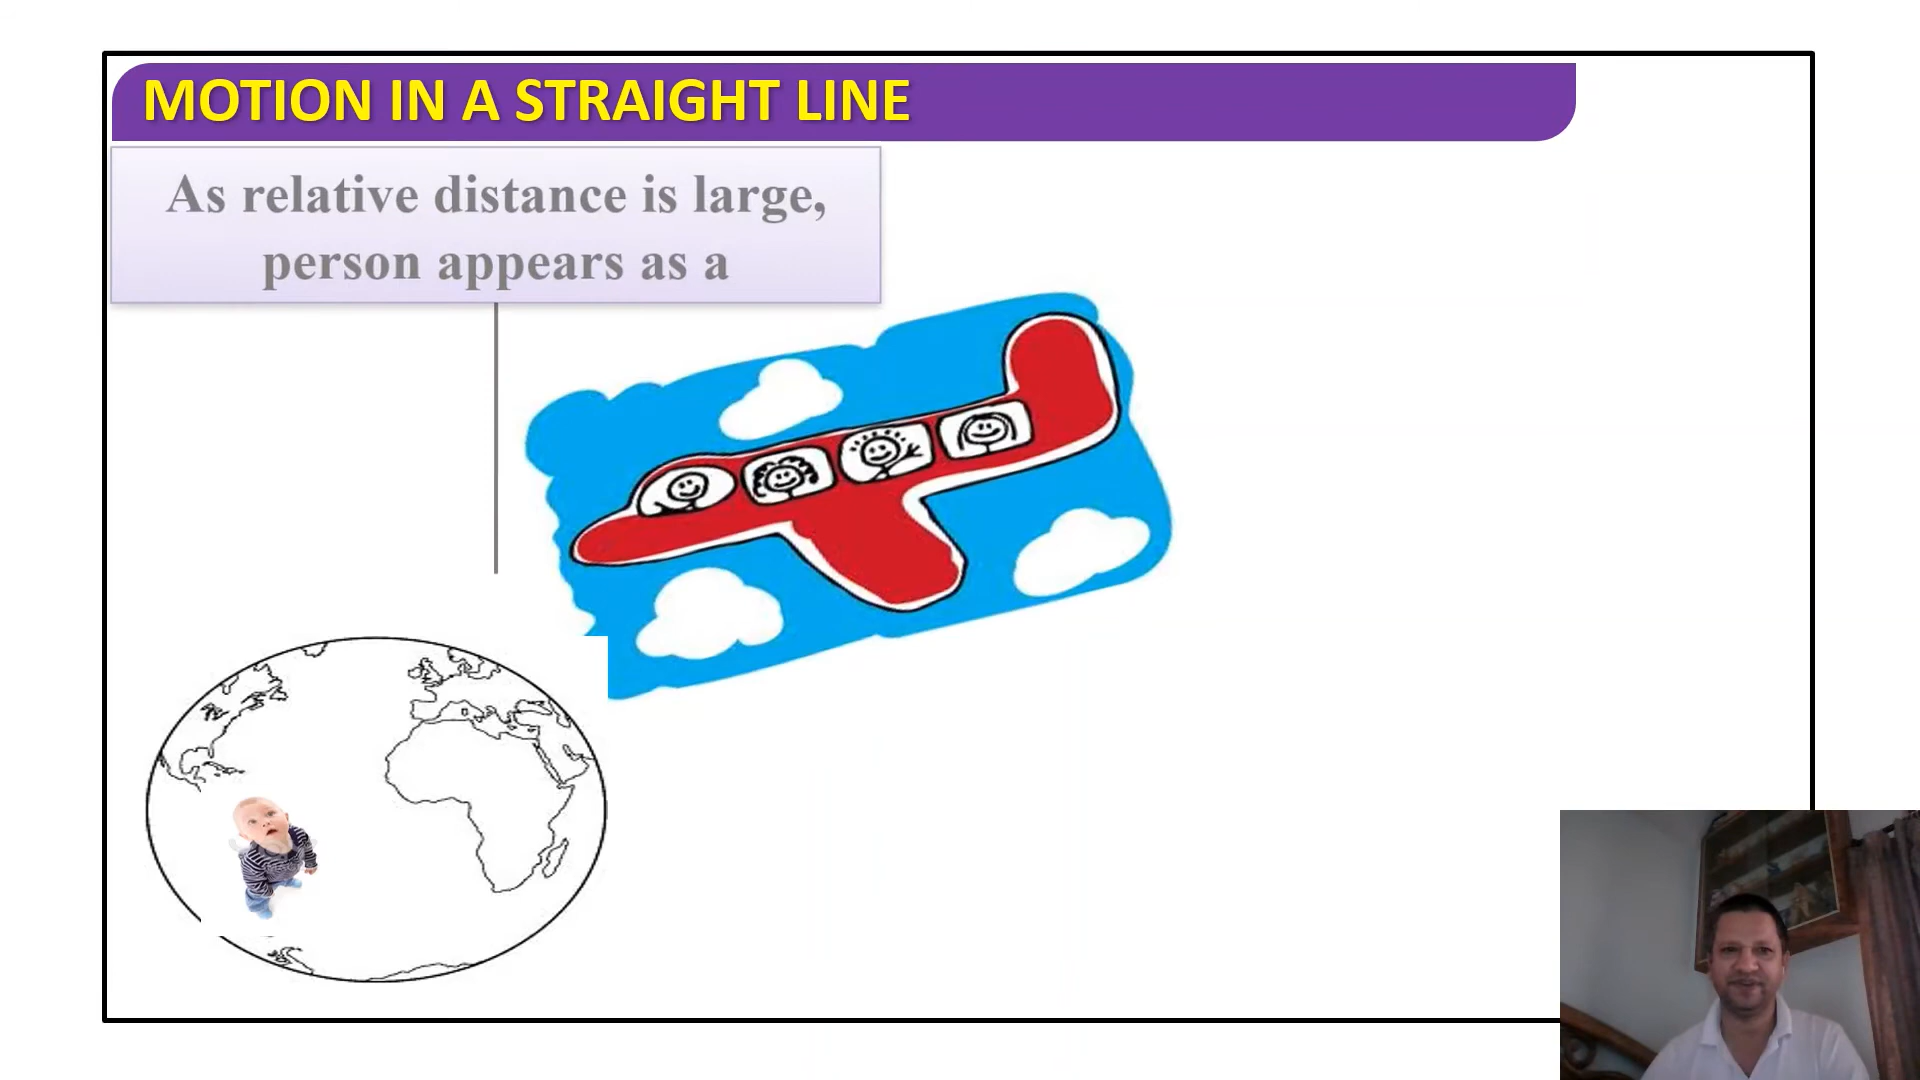 MOTION IN A STRAIGHT LINE
As relative distance is large,
person appears as a